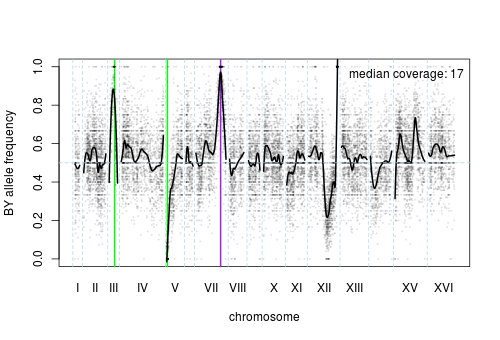 median coverage: 17
1.0
0.8
0.6
0.4
0.2
0.0
BY allele frequency
I II III IV V VII VIII X XI XII XIII XV XVI
chromosome